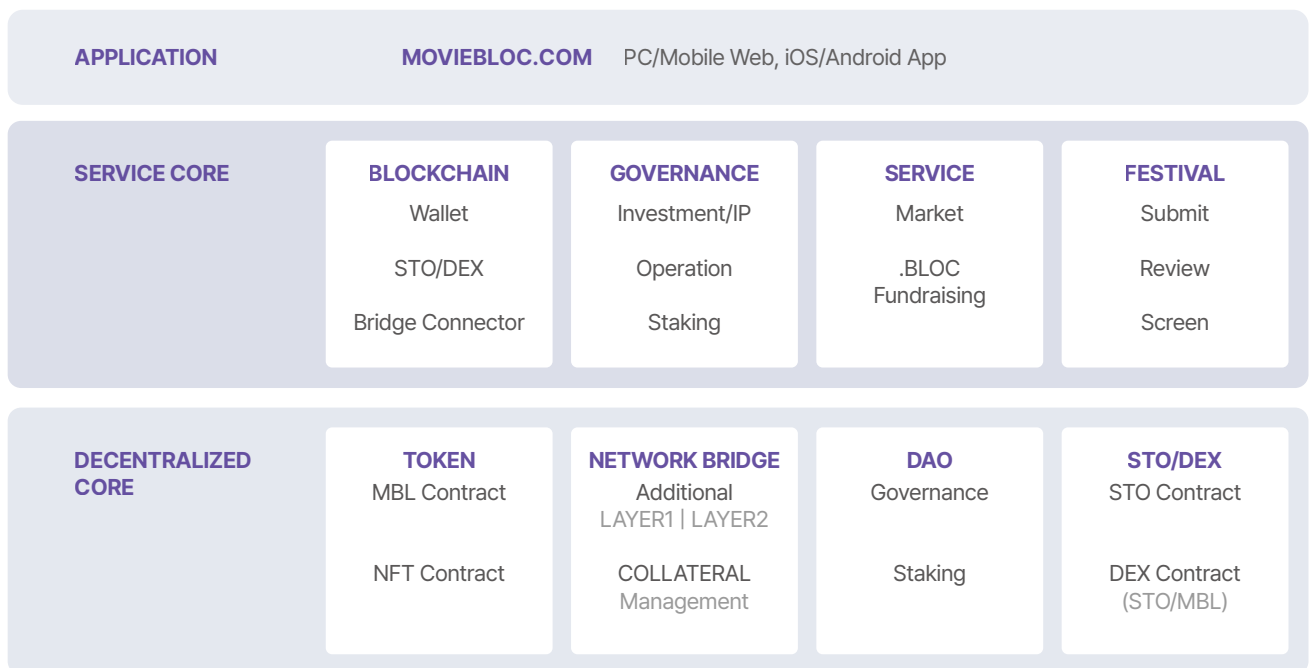 APPLICATION
MOVIEBLOC.COM PC/Mobile Web, iOS/Android App
SERVICE CORE
BLOCKCHAIN
Wallet
STO/DEX
Bridge Connector
GOVERNANCE
Investment/IP
Operation
Staking
SERVICE
Market
.BLOC
Fundraising
FESTIVAL
Submit
Review
Screen
DECENTRALIZED
CORE
TOKEN
MBL Contract
NFT Contract
NETWORK BRIDGE
Additional
LAYER1 | LAYER2
COLLATERAL
Management
DAO
Governance
Staking
STO/DEX
STO Contract
DEX Contract
(STO/MBL)